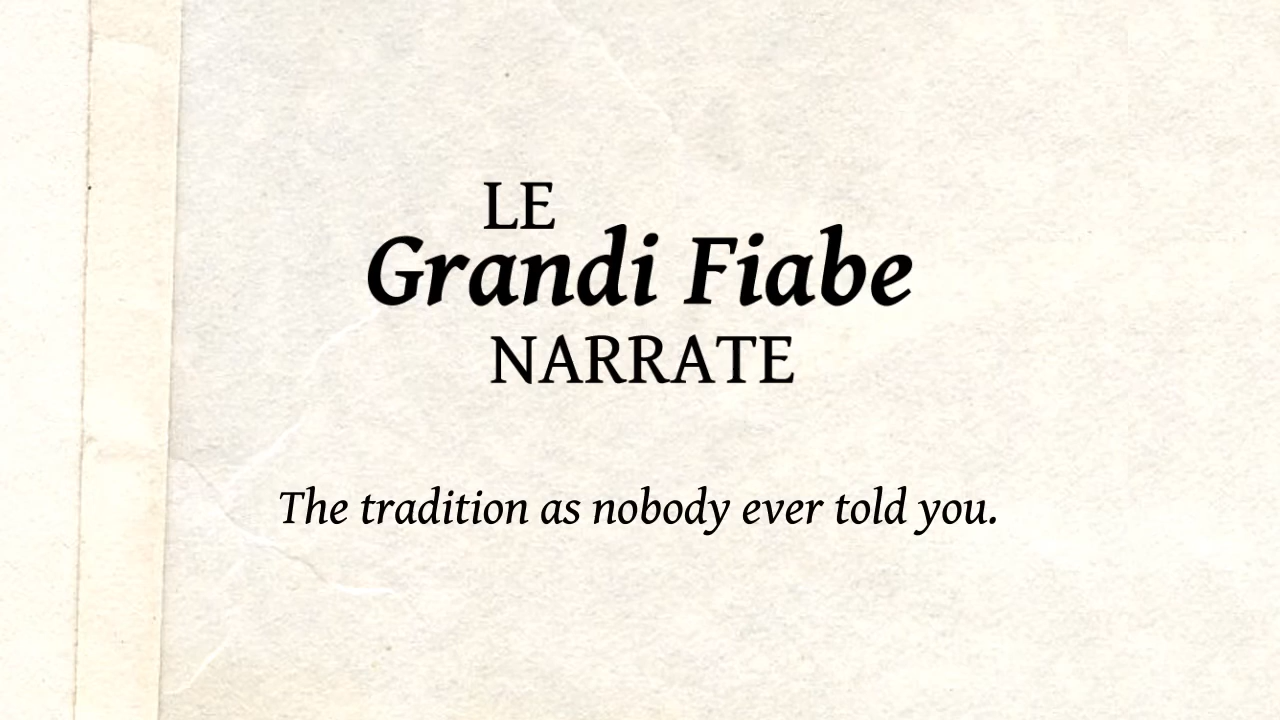 LE
Grandi Fiabe
NARRATE
The tradition as nobody ever told you.